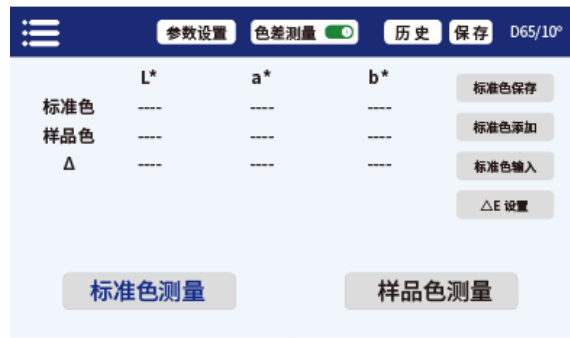 参数设置 色差测量 历史 保存 D65/10°
L* a* b*
标准色 ---- ---- ----
样品色 ---- ---- ----
Δ ---- ---- ----
标准色保存
标准色添加
标准色输入
△E 设置
标准色测量 样品色测量